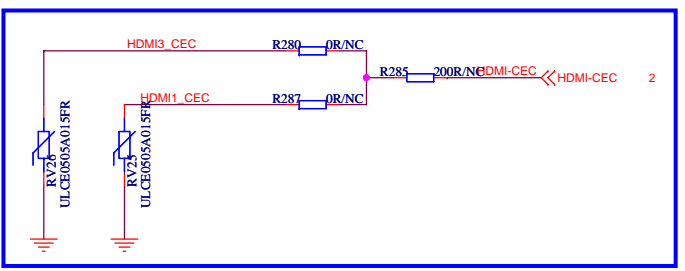 HDMI3_CEC
R280
0R/NC
R285
200R/NC
HDMI-CEC
HDMI-CEC
2
HDMI1_CEC
R287
0R/NC
RV26
ULCE0505A015FR
RV25
ULCE0505A015FR